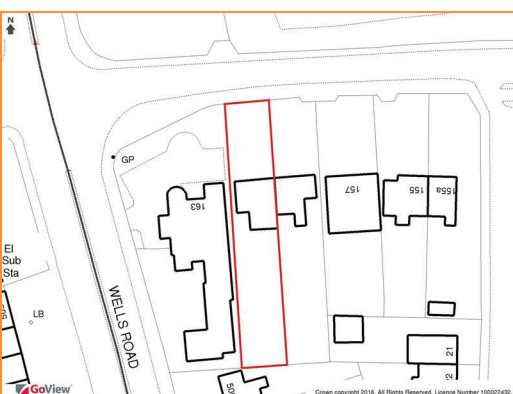 N
GP
163
157
155
155a
El
Sub
Sta
LB
WELLS ROAD
21
GoView
Crown copyright 2018. All Rights Reserved. Licence Number 100022432.